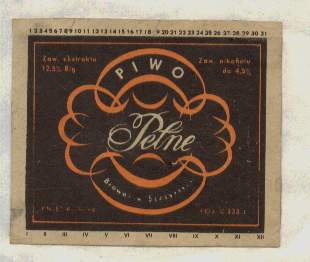 1 2 3 4 5 6 7 8 9 10 11 12 13 14 15 16 17 18 19 20 21 22 23 24 25 26 27 28 29 30 31
Zaw. ekstraktu
12,5% Blg
Zaw. alkoholu
do 4,5%
PIWO
Pełne
Browar w
I II III IV V VI VII VIII IX X XI XII